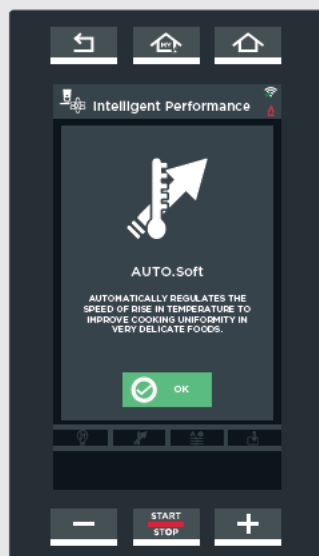 MY
Intelligent Performance
AUTO.Soft
AUTOMATICALLY REGULATES THE
SPEED OF RISE IN TEMPERATURE TO
IMPROVE COOKING UNIFORMITY IN
VERY DELICATE FOODS.
OK
START
STOP